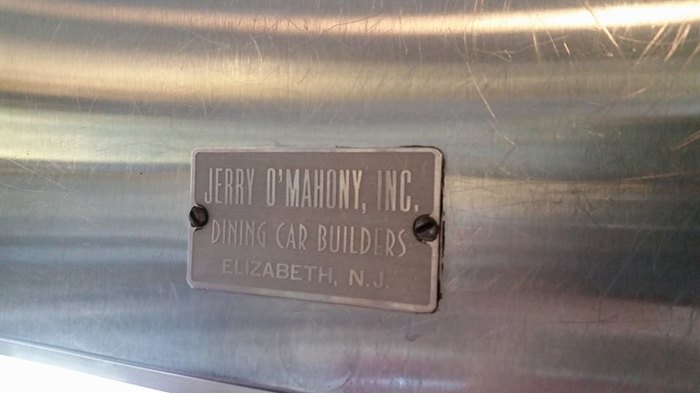 JERRY O'MAHONY, INC.
DINING CAR BUILDERS
ELIZABETH, N.J.